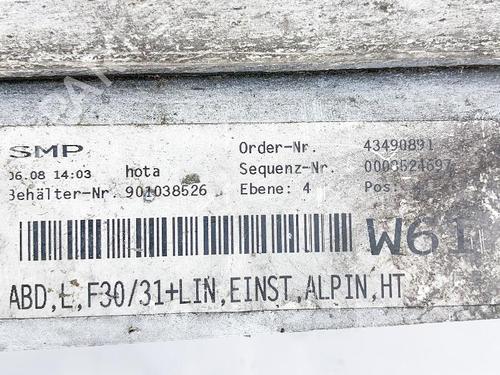 SMP
06.08 14:03 hota
Behälter-Nr. 901038526
Order-Nr. 43490891
Sequenz-Nr. 0003524697
Ebene: 4 Pos:
W61
ABD,L,F30/31+LIN,EINST,ALPIN,HT